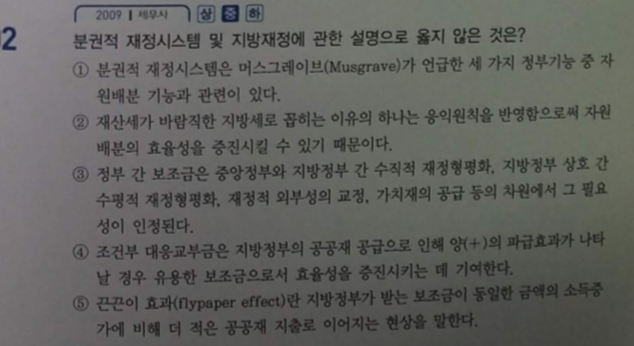 2009 | 세무사 상 중 하
02 분권적 재정시스템 및 지방재정에 관한 설명으로 옳지 않은 것은?
① 분권적 재정시스템은 머스그레이브(Musgrave)가 언급한 세 가지 정부기능 중 자
원배분 기능과 관련이 있다.
② 재산세가 바람직한 지방세로 꼽히는 이유의 하나는 응익원칙을 반영함으로써 자원
배분의 효율성을 증진시킬 수 있기 때문이다.
③ 정부 간 보조금은 중앙정부와 지방정부 간 수직적 재정형평화, 지방정부 상호 간
수평적 재정형평화, 재정적 외부성의 교정, 가치재의 공급 등의 차원에서 그 필요
성이 인정된다.
④ 조건부 대응교부금은 지방정부의 공공재 공급으로 인해 양(+)의 파급효과가 나타
날 경우 유용한 보조금으로서 효율성을 증진시키는 데 기여한다.
⑤ 끈끈이 효과(flypaper effect)란 지방정부가 받는 보조금이 동일한 금액의 소득증
가에 비해 더 적은 공공재 지출로 이어지는 현상을 말한다.